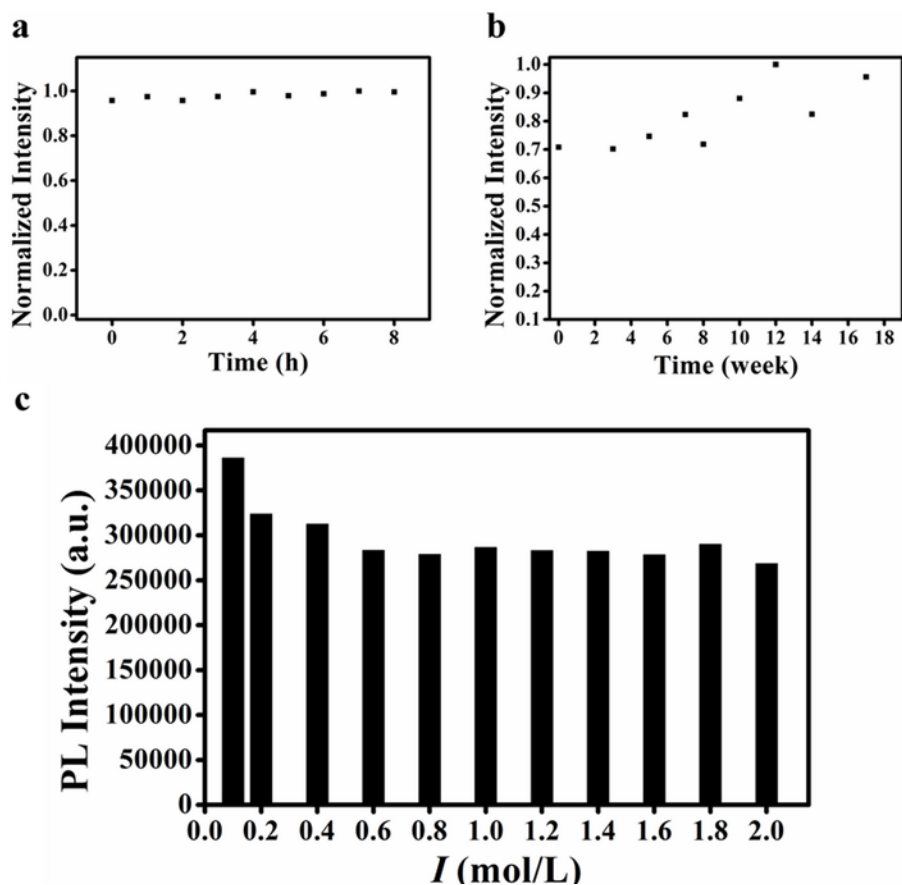 a
1.0
0.8
0.6
0.4
0.2
0.0
Normalized Intensity
0 2 4 6 8
Time (h)
b
1.0
0.9
0.8
0.7
0.6
0.5
0.4
0.3
0.2
0.1
Normalized Intensity
0 2 4 6 8 10 12 14 16 18
Time (week)
c
400000
350000
300000
250000
200000
150000
100000
50000
0
PL Intensity (a.u.)
0.0 0.2 0.4 0.6 0.8 1.0 1.2 1.4 1.6 1.8 2.0
I (mol/L)